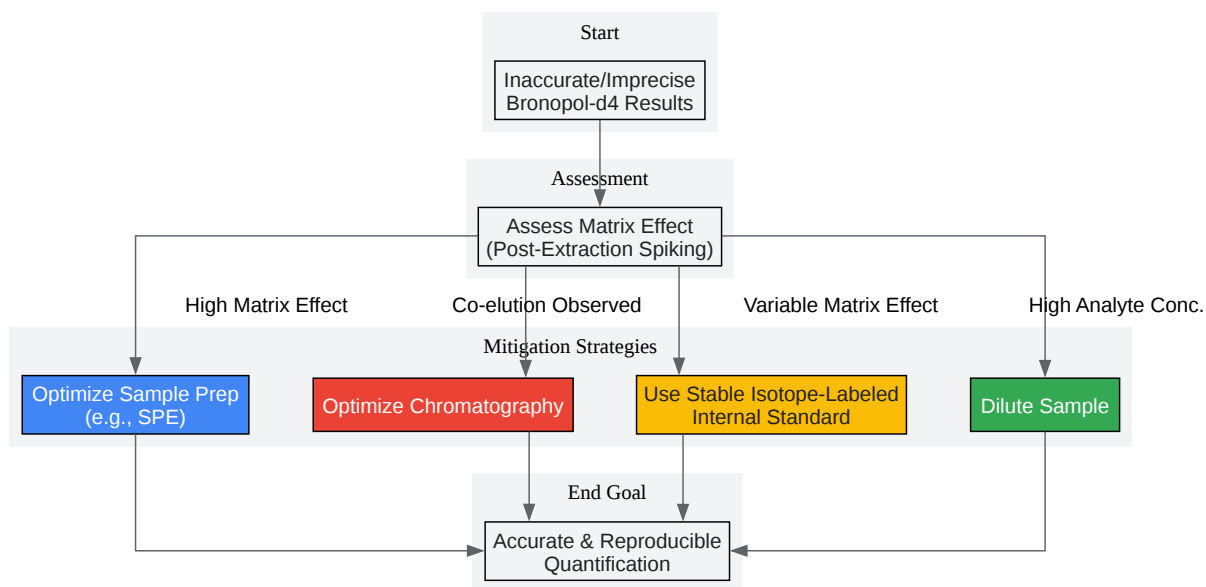 Start
Inaccurate/Imprecise
Bronopol-d4 Results
Assessment
Assess Matrix Effect
(Post-Extraction Spiking)
High Matrix Effect
Co-elution Observed
Variable Matrix Effect
High Analyte Conc.
Mitigation Strategies
Optimize Sample Prep
(e.g., SPE)
Optimize Chromatography
Use Stable Isotope-Labeled
Internal Standard
Dilute Sample
End Goal
Accurate & Reproducible
Quantification